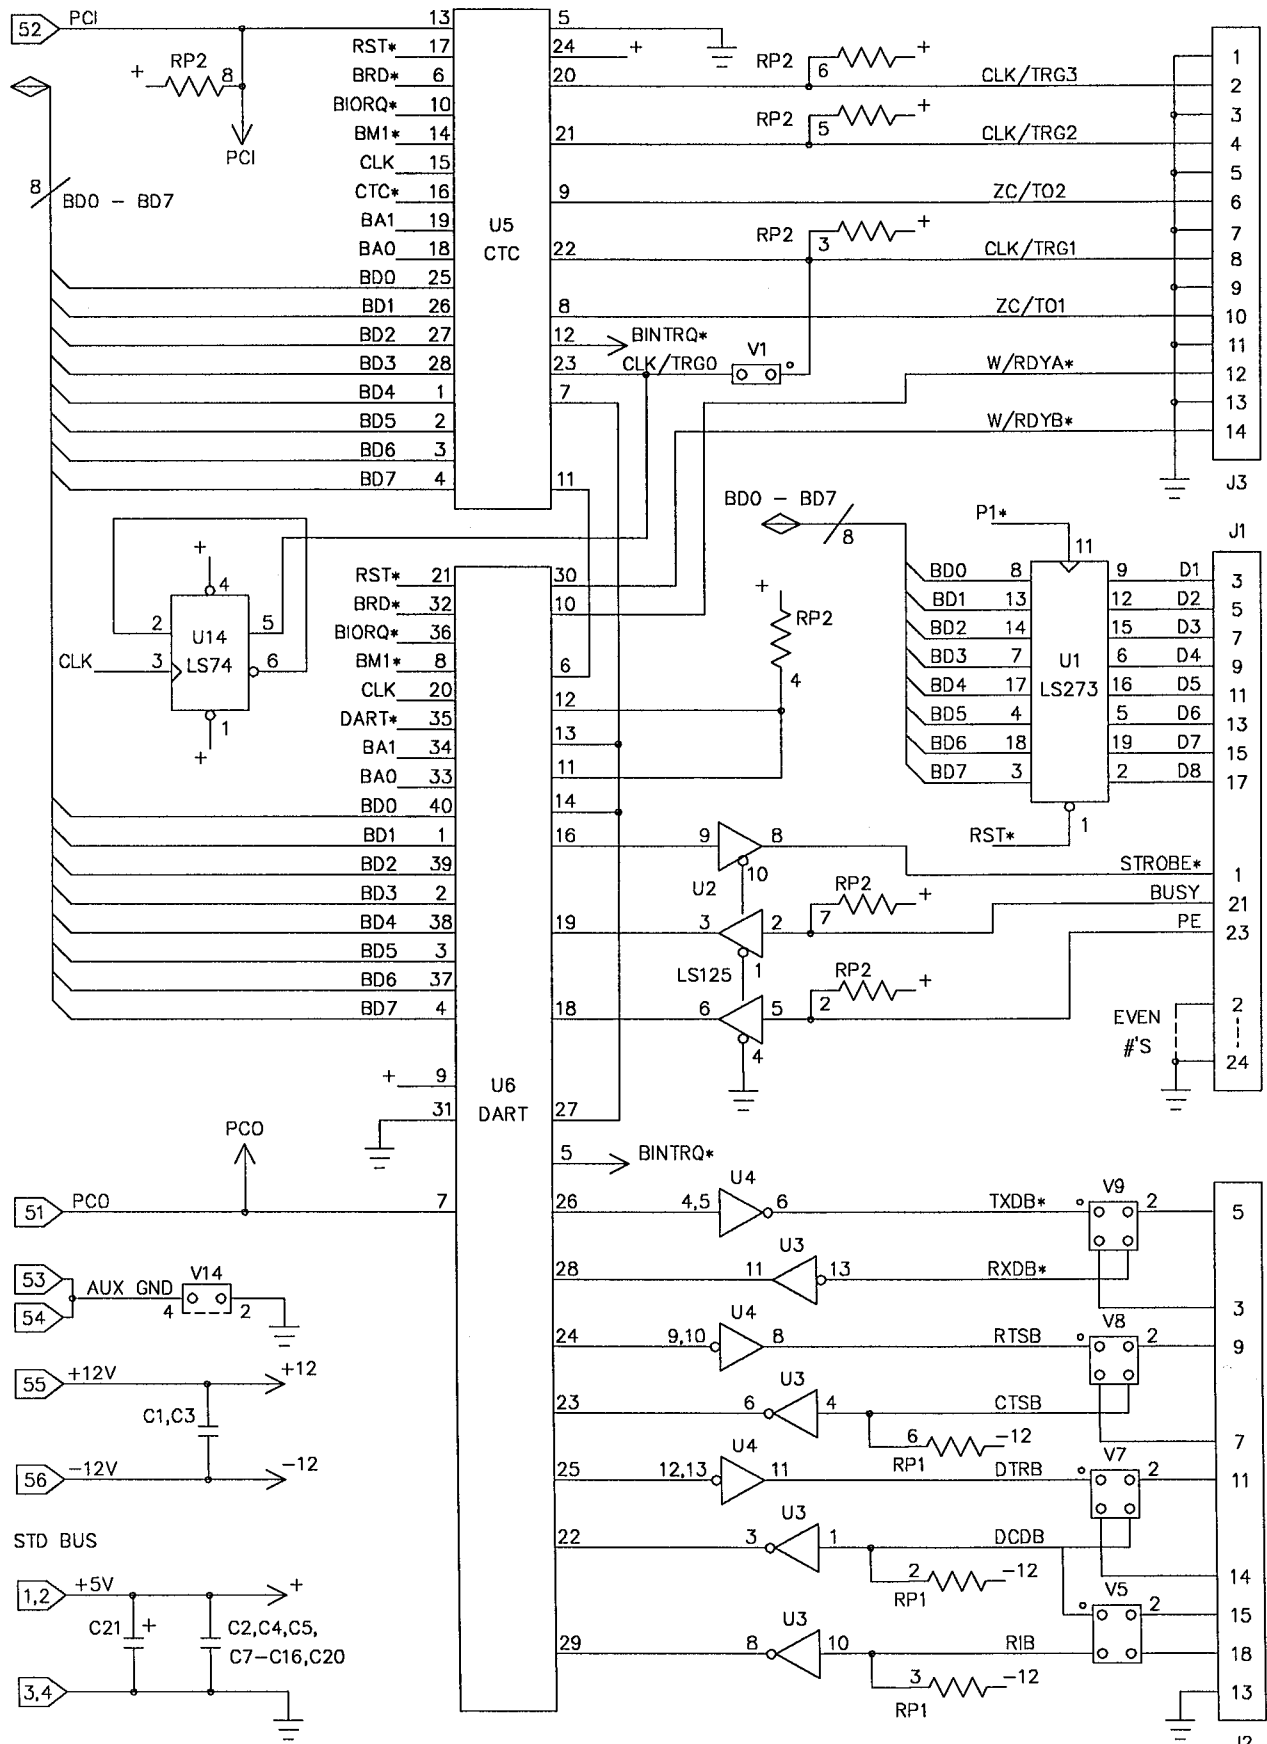 52 PCI 13 5
RST* 17 24 +
+ RP2 8 BRD* 6 20 RP2 6 + CLK/TRG3 1 2
BIORQ* 10 3
PCI BM1* 14 21 RP2 5 + CLK/TRG2 4
CLK 15 5
8 BD0 - BD7 CTC* 16 U5 9 ZC/TO2 6
BA1 19 CTC RP2 3 + 7
BA0 18 22 CLK/TRG1 8
BD0 25 9
BD1 26 8 ZC/TO1 10
BD2 27 12 BINTRQ* V1 11
BD3 28 23 CLK/TRG0 W/RDYA* 12
BD4 1 7 13
BD5 2 W/RDYB* 14
BD6 3
BD7 4 11 J3
BD0 - BD7 8 P1* 11 J1
+ 4 RST* 21 30 BD0 8 9 D1 3
BRD* 32 10 + RP2 4 BD1 13 12 D2 5
2 U14 5 BIORQ* 36 BD2 14 15 D3 7
CLK 3 LS74 6 BM1* 8 6 BD3 7 U1 6 D4 9
CLK 20 12 BD4 17 LS273 16 D5 11
1 + DART* 35 13 BD5 4 5 D6 13
BA1 34 BD6 18 19 D7 15
BA0 33 11 BD7 3 2 D8 17
BD0 40 14
BD1 1 16 9 8 RST* 1
BD2 39 U2 10 STROBE* 1
BD3 2 RP2 7 + BUSY 21
BD4 38 19 3 2 PE 23
BD5 3 LS125 1 RP2 2 +
BD6 37
BD7 4 18 6 5 EVEN 2
4 #'S 24
+ 9 U6
31 DART 27
PCO 5 BINTRQ*
51 PCO 7 26 4,5 U4 6 TXDB* V9 2 5
53 AUX GND V14 28 11 U3 13 RXDB*
54 4 2 3
24 9,10 U4 8 RTSB V8 2 9
55 +12V +12
C1,C3 23 6 U3 4 CTSB
6 RP1 -12 7
56 -12V -12 25 12,13 U4 11 DTRB V7 2 11
STD BUS 22 3 U3 1 DCDB
2 RP1 -12 14
1,2 +5V + V5 2 15
C21 + C2,C4,C5,
C7-C16,C20 29 8 U3 10 RIB 18
3,4 3 RP1 -12 13
J2